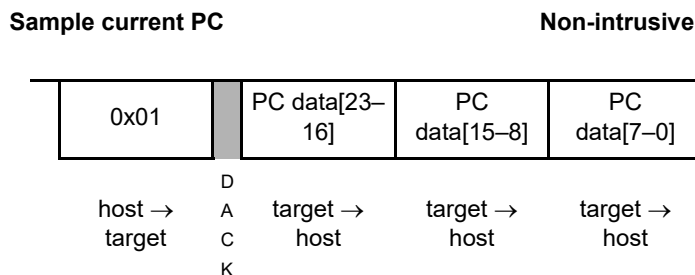 Sample current PC Non-intrusive
0x01 PC data[23– PC PC
16] data[15–8] data[7–0]
D
host → A target → target → target →
target C host host host
K